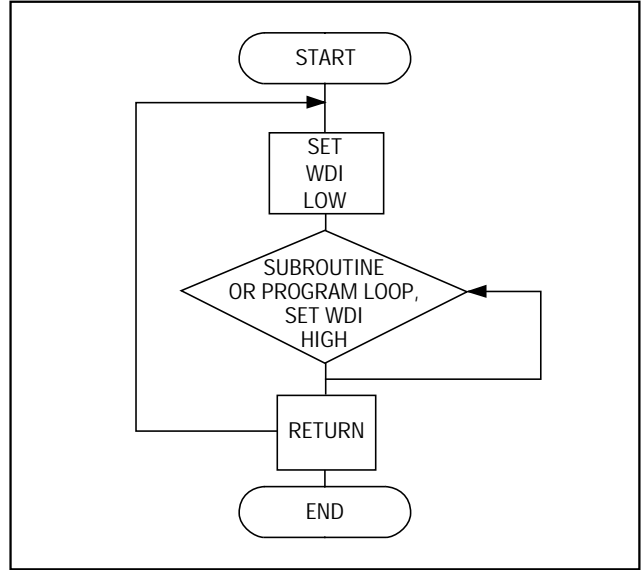 START
SET
WDI
LOW
SUBROUTINE
OR PROGRAM LOOP,
SET WDI
HIGH
RETURN
END